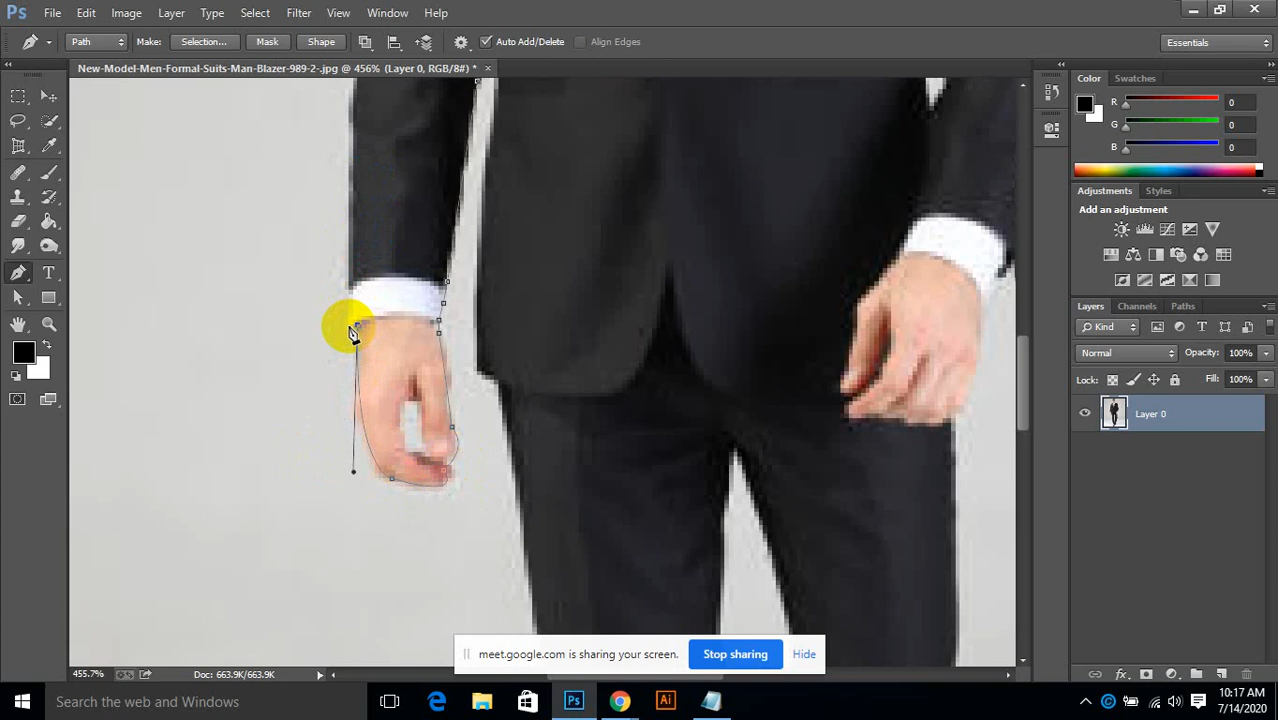 Ps File Edit Image Layer Type Select Filter View Window Help
Path Make: Selection... Mask Shape Auto Add/Delete Align Edges Essentials
New-Model-Men-Formal-Suits-Man-Blazer-989-2-.jpg @ 456% (Layer 0, RGB/8#) * ×
Color Swatches
R 0
G 0
B 0
Adjustments Styles
Add an adjustment
Layers Channels Paths
Kind
Normal Opacity: 100%
Lock: Fill: 100%
Layer 0
T
meet.google.com is sharing your screen. Stop sharing Hide
455.7% Doc: 663.9K/663.9K
Search the web and Windows
Ps Ai
10:17 AM
7/14/2020